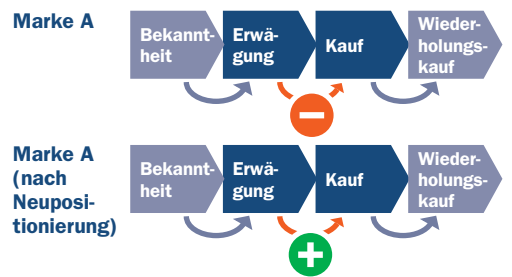 Marke A
Bekannt-
heit
Erwä-
gung
Kauf
Wieder-
holungs-
kauf
Marke A
(nach
Neuposi-
tionierung)
Bekannt-
heit
Erwä-
gung
Kauf
Wieder-
holungs-
kauf